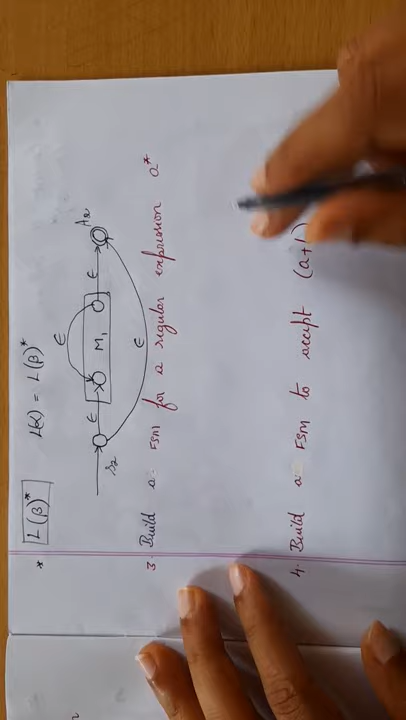 * L(β)* L(α) = L(β)*
ε ε ε
M₁
ε
3. Build a FSM for a regular expression a*
4. Build a FSM to accept